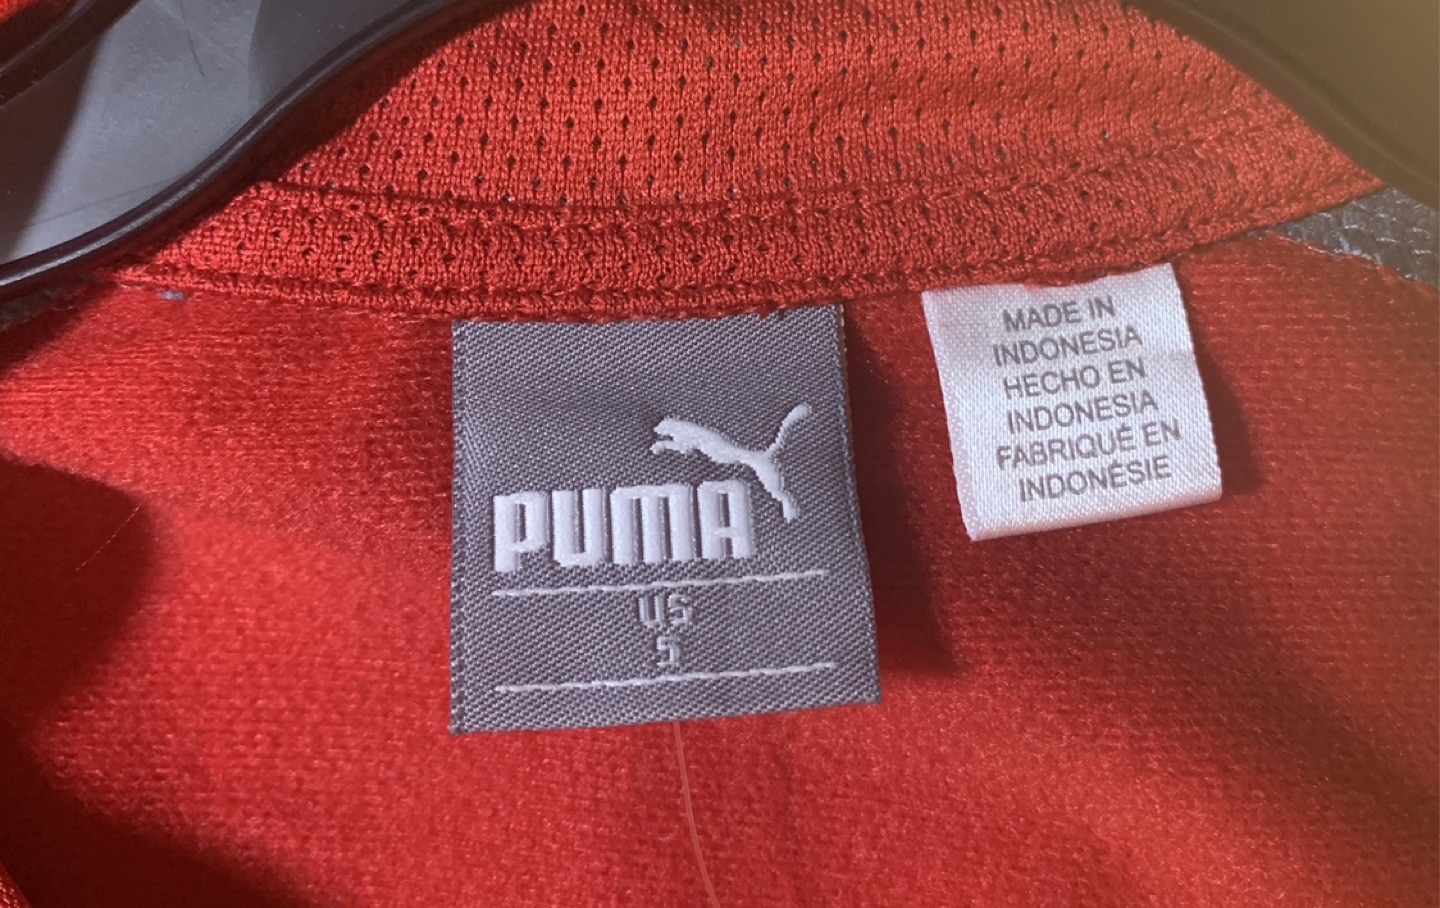 PUMA
US
S
MADE IN
INDONESIA
HECHO EN
INDONESIA
FABRIQUÉ EN
INDONÉSIE